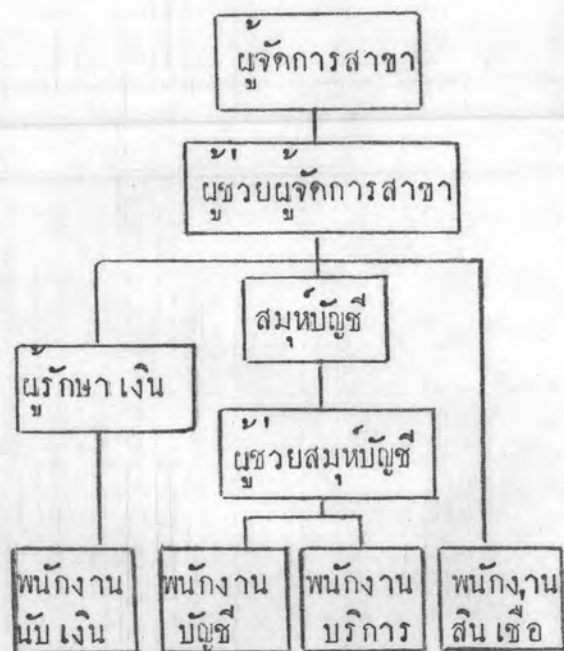 ผู้จัดการสาขา
ผู้ช่วยผู้จัดการสาขา
สมุห์บัญชี
ผู้รักษาเงิน
ผู้ช่วยสมุห์บัญชี
พนักงาน
นับเงิน
พนักงาน
บัญชี
พนักงาน
บริการ
พนักงาน
สินเชื่อ